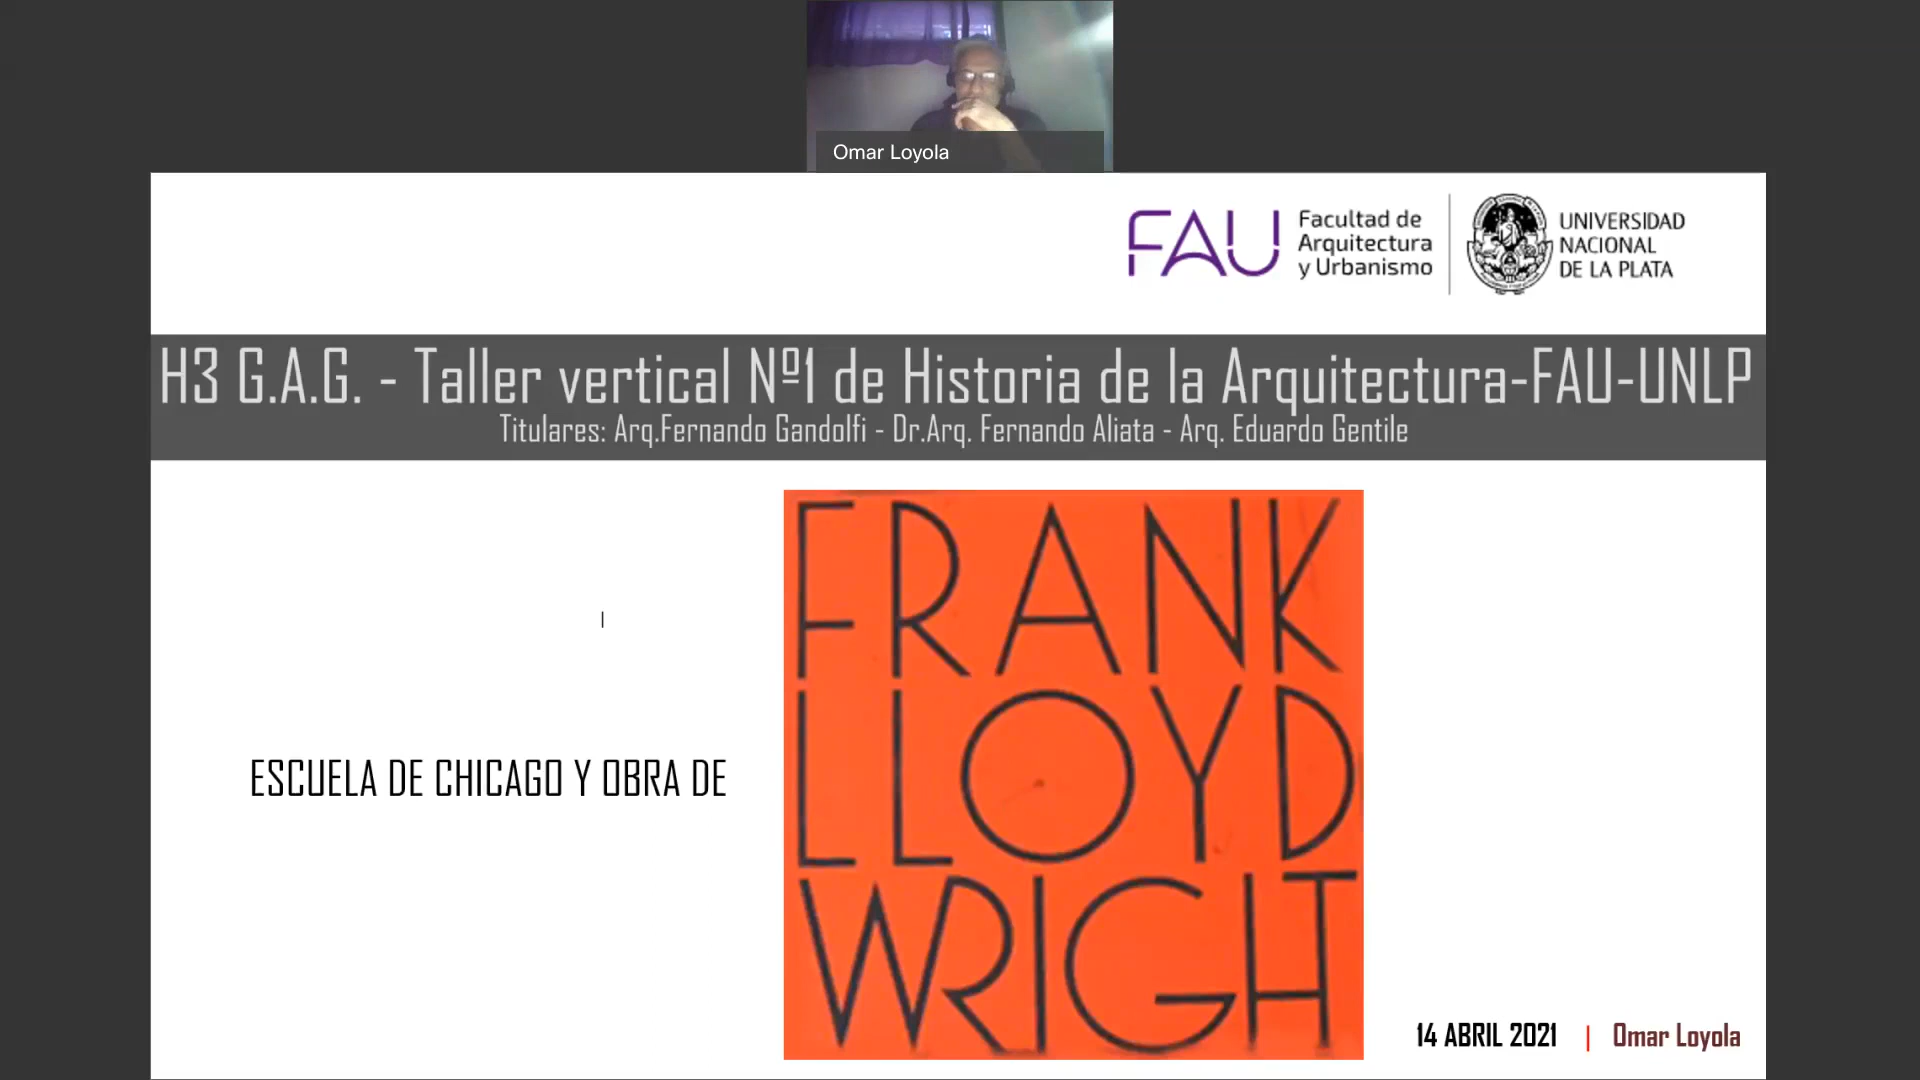 Omar Loyola
FAU
Facultad de
Arquitectura
y Urbanismo
UNIVERSIDAD
NACIONAL
DE LA PLATA
H3 G.A.G. - Taller vertical Nº1 de Historia de la Arquitectura-FAU-UNLP
Titulares: Arq.Fernando Gandolfi - Dr.Arq. Fernando Aliata - Arq. Eduardo Gentile
ESCUELA DE CHICAGO Y OBRA DE
FRANK
LLOYD
WRIGHT
14 ABRIL 2021 | Omar Loyola